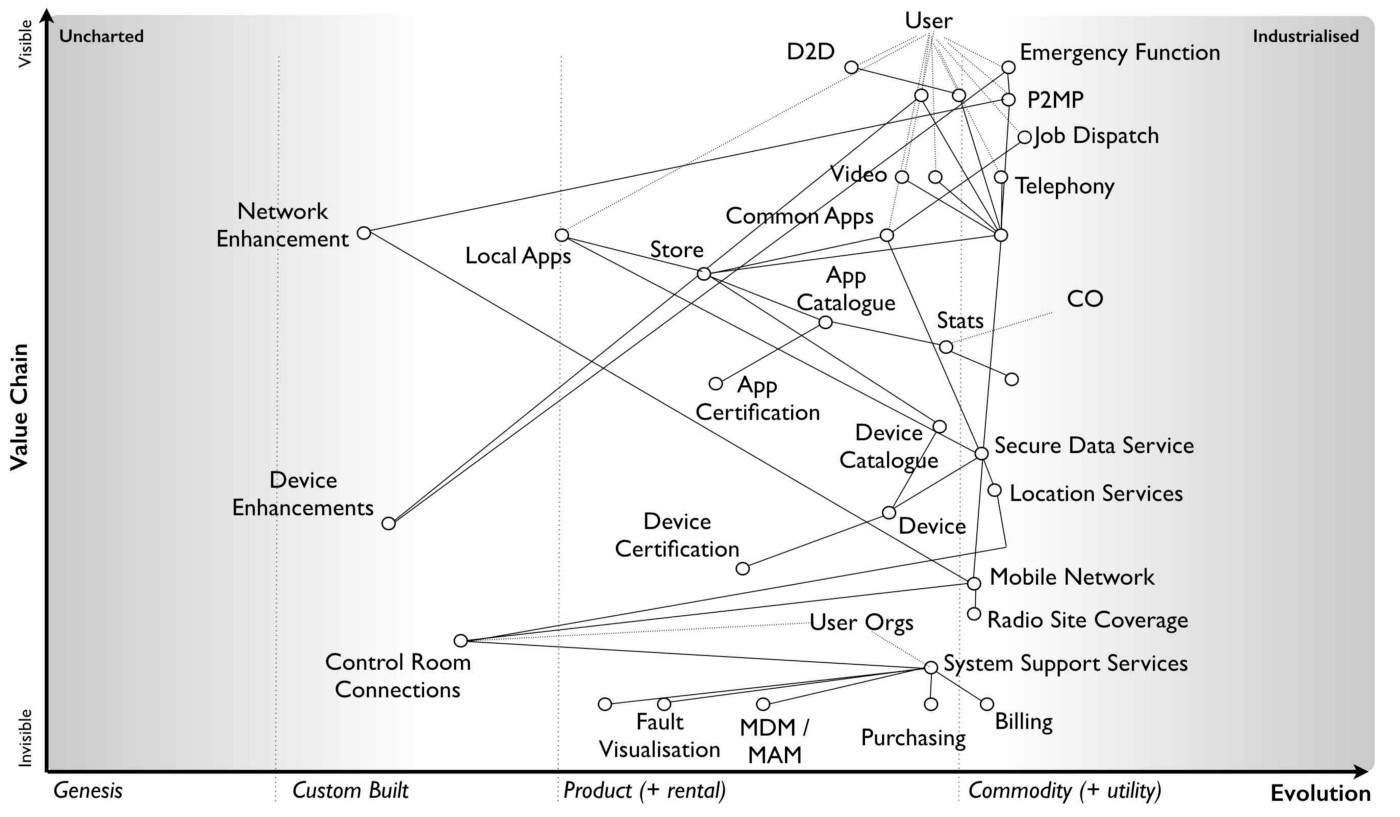 User
Visible
Uncharted
Industrialised
D2D
Emergency Function
P2MP
Job Dispatch
Video
Telephony
Network
Enhancement
Common Apps
Local Apps
Store
App
Catalogue
CO
Stats
App
Certification
Value Chain
Device
Catalogue
Secure Data Service
Device
Enhancements
Location Services
Device
Certification
Device
Mobile Network
User Orgs
Radio Site Coverage
Control Room
Connections
System Support Services
Invisible
Fault
Visualisation
MDM /
MAM
Purchasing
Billing
Genesis
Custom Built
Product (+ rental)
Commodity (+ utility)
Evolution